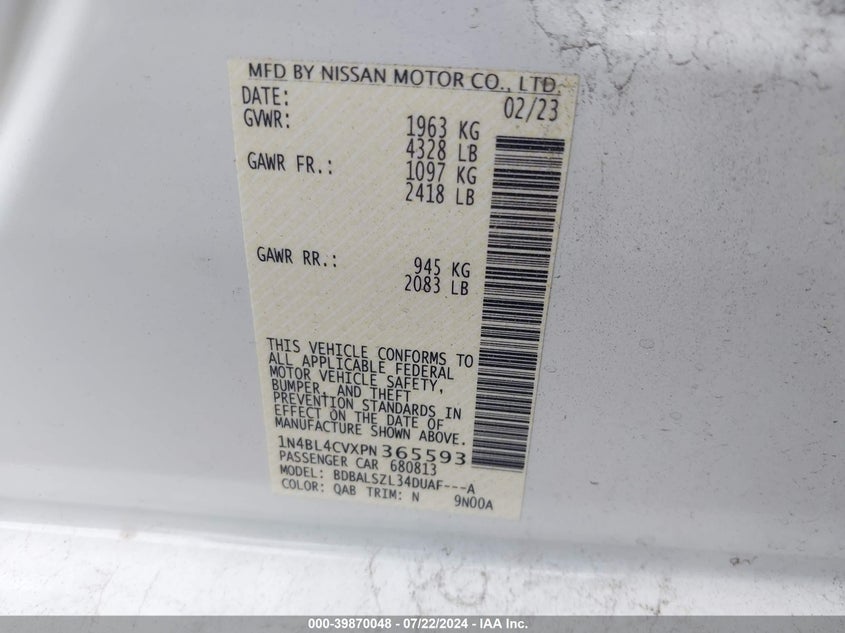 MFD BY NISSAN MOTOR CO., LTD.
DATE: 02/23
GVWR: 1963 KG
4328 LB
GAWR FR.: 1097 KG
2418 LB
GAWR RR.: 945 KG
2083 LB
THIS VEHICLE CONFORMS TO
ALL APPLICABLE FEDERAL
MOTOR VEHICLE SAFETY,
BUMPER, AND THEFT
PREVENTION STANDARDS IN
EFFECT ON THE DATE OF
MANUFACTURE SHOWN ABOVE.
1N4BL4CVXPN365593
PASSENGER CAR 680813
MODEL: BDBALSZL34DUAF---A
COLOR: QAB TRIM: N 9N00A
000-39870048 - 07/22/2024 - IAA Inc.